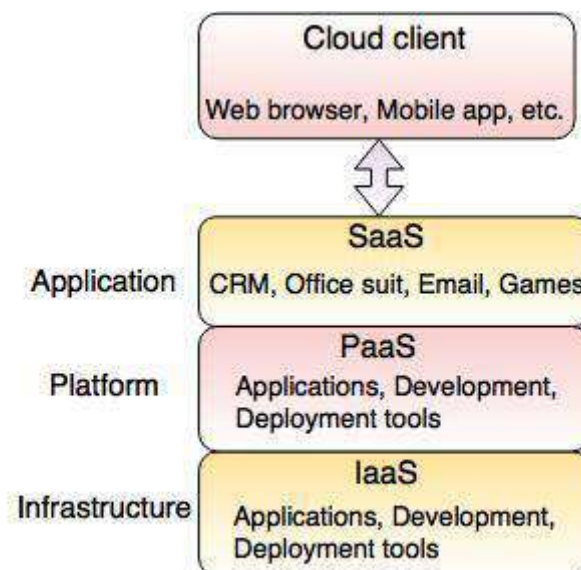 Cloud client
Web browser, Mobile app, etc.
SaaS
Application
CRM, Office suit, Email, Games
PaaS
Platform
Applications, Development,
Deployment tools
IaaS
Infrastructure
Applications, Development,
Deployment tools